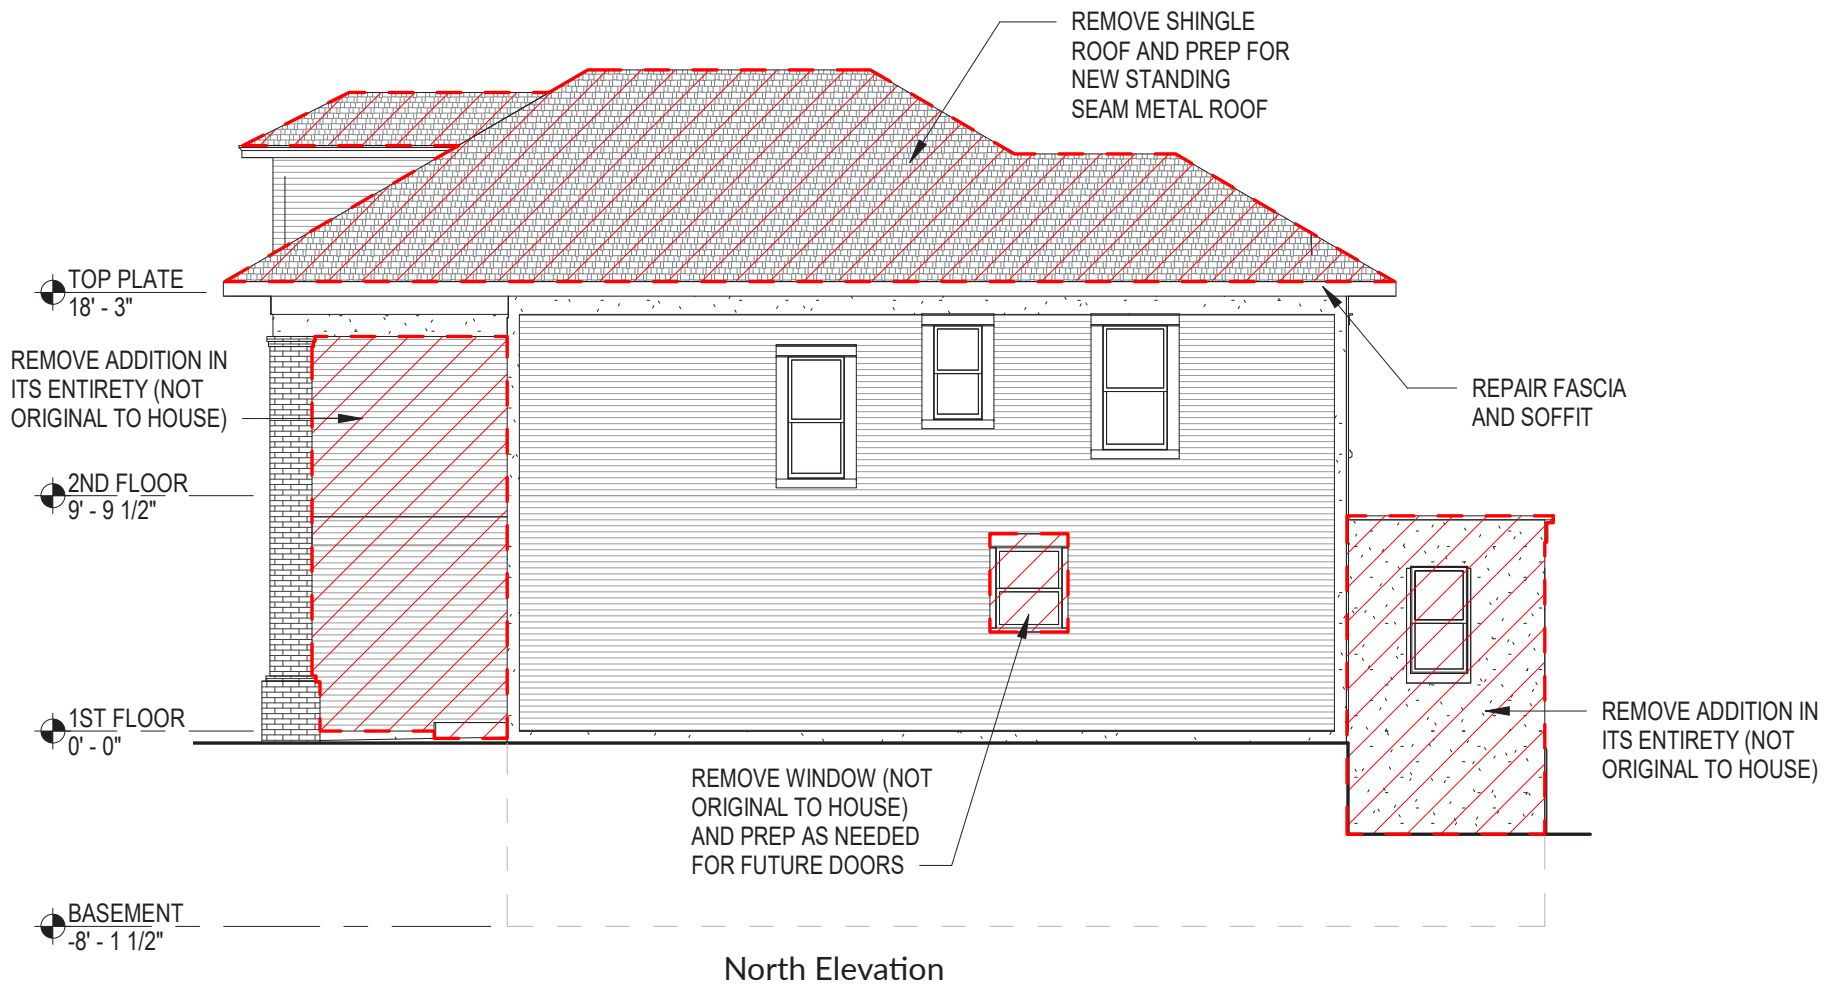 REMOVE SHINGLE
ROOF AND PREP FOR
NEW STANDING
SEAM METAL ROOF
TOP PLATE
18' - 3"
REMOVE ADDITION IN
ITS ENTIRETY (NOT
ORIGINAL TO HOUSE)
REPAIR FASCIA
AND SOFFIT
2ND FLOOR
9' - 9 1/2"
1ST FLOOR
0' - 0"
REMOVE ADDITION IN
ITS ENTIRETY (NOT
ORIGINAL TO HOUSE)
REMOVE WINDOW (NOT
ORIGINAL TO HOUSE)
AND PREP AS NEEDED
FOR FUTURE DOORS
BASEMENT
-8' - 1 1/2"
North Elevation